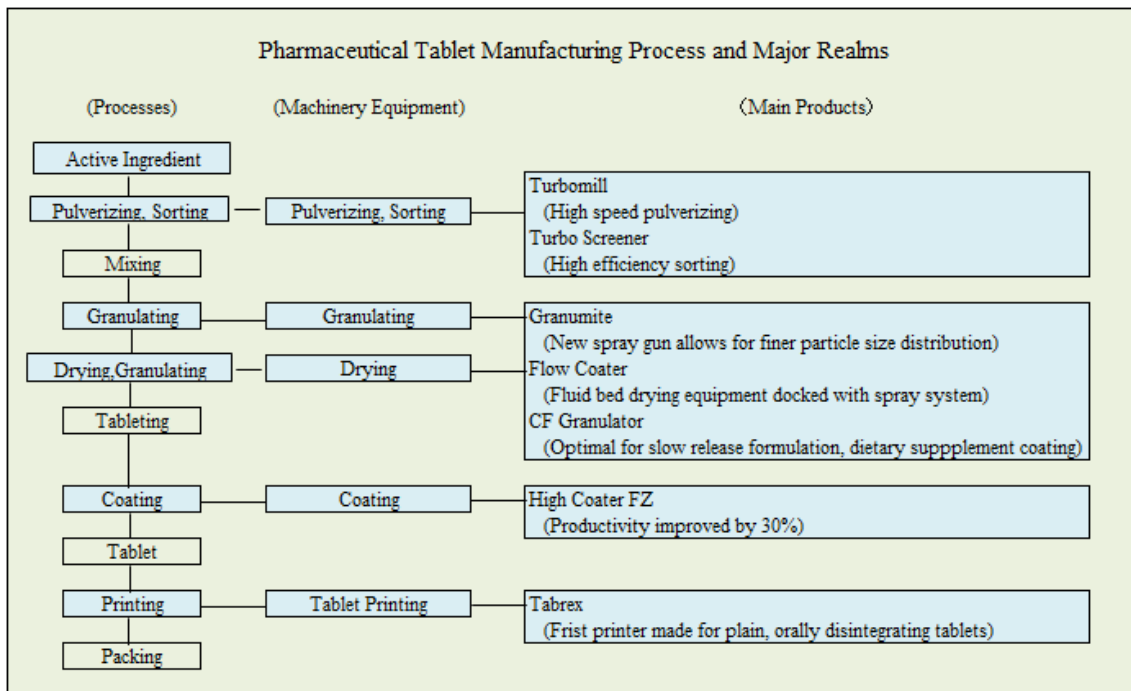 Pharmaceutical Tablet Manufacturing Process and Major Realms
(Processes)
(Machinery Equipment)
(Main Products)
Active Ingredient
Pulverizing, Sorting
Pulverizing, Sorting
Turbomill
(High speed pulverizing)
Turbo Screener
(High efficiency sorting)
Mixing
Granulating
Granulating
Granumite
(New spray gun allows for finer particle size distribution)
Drying,Granulating
Drying
Flow Coater
(Fluid bed drying equipment docked with spray system)
CF Granulator
(Optimal for slow release formulation, dietary suppplement coating)
Tableting
Coating
Coating
High Coater FZ
(Productivity improved by 30%)
Tablet
Printing
Tablet Printing
Tabrex
(Frist printer made for plain, orally disintegrating tablets)
Packing